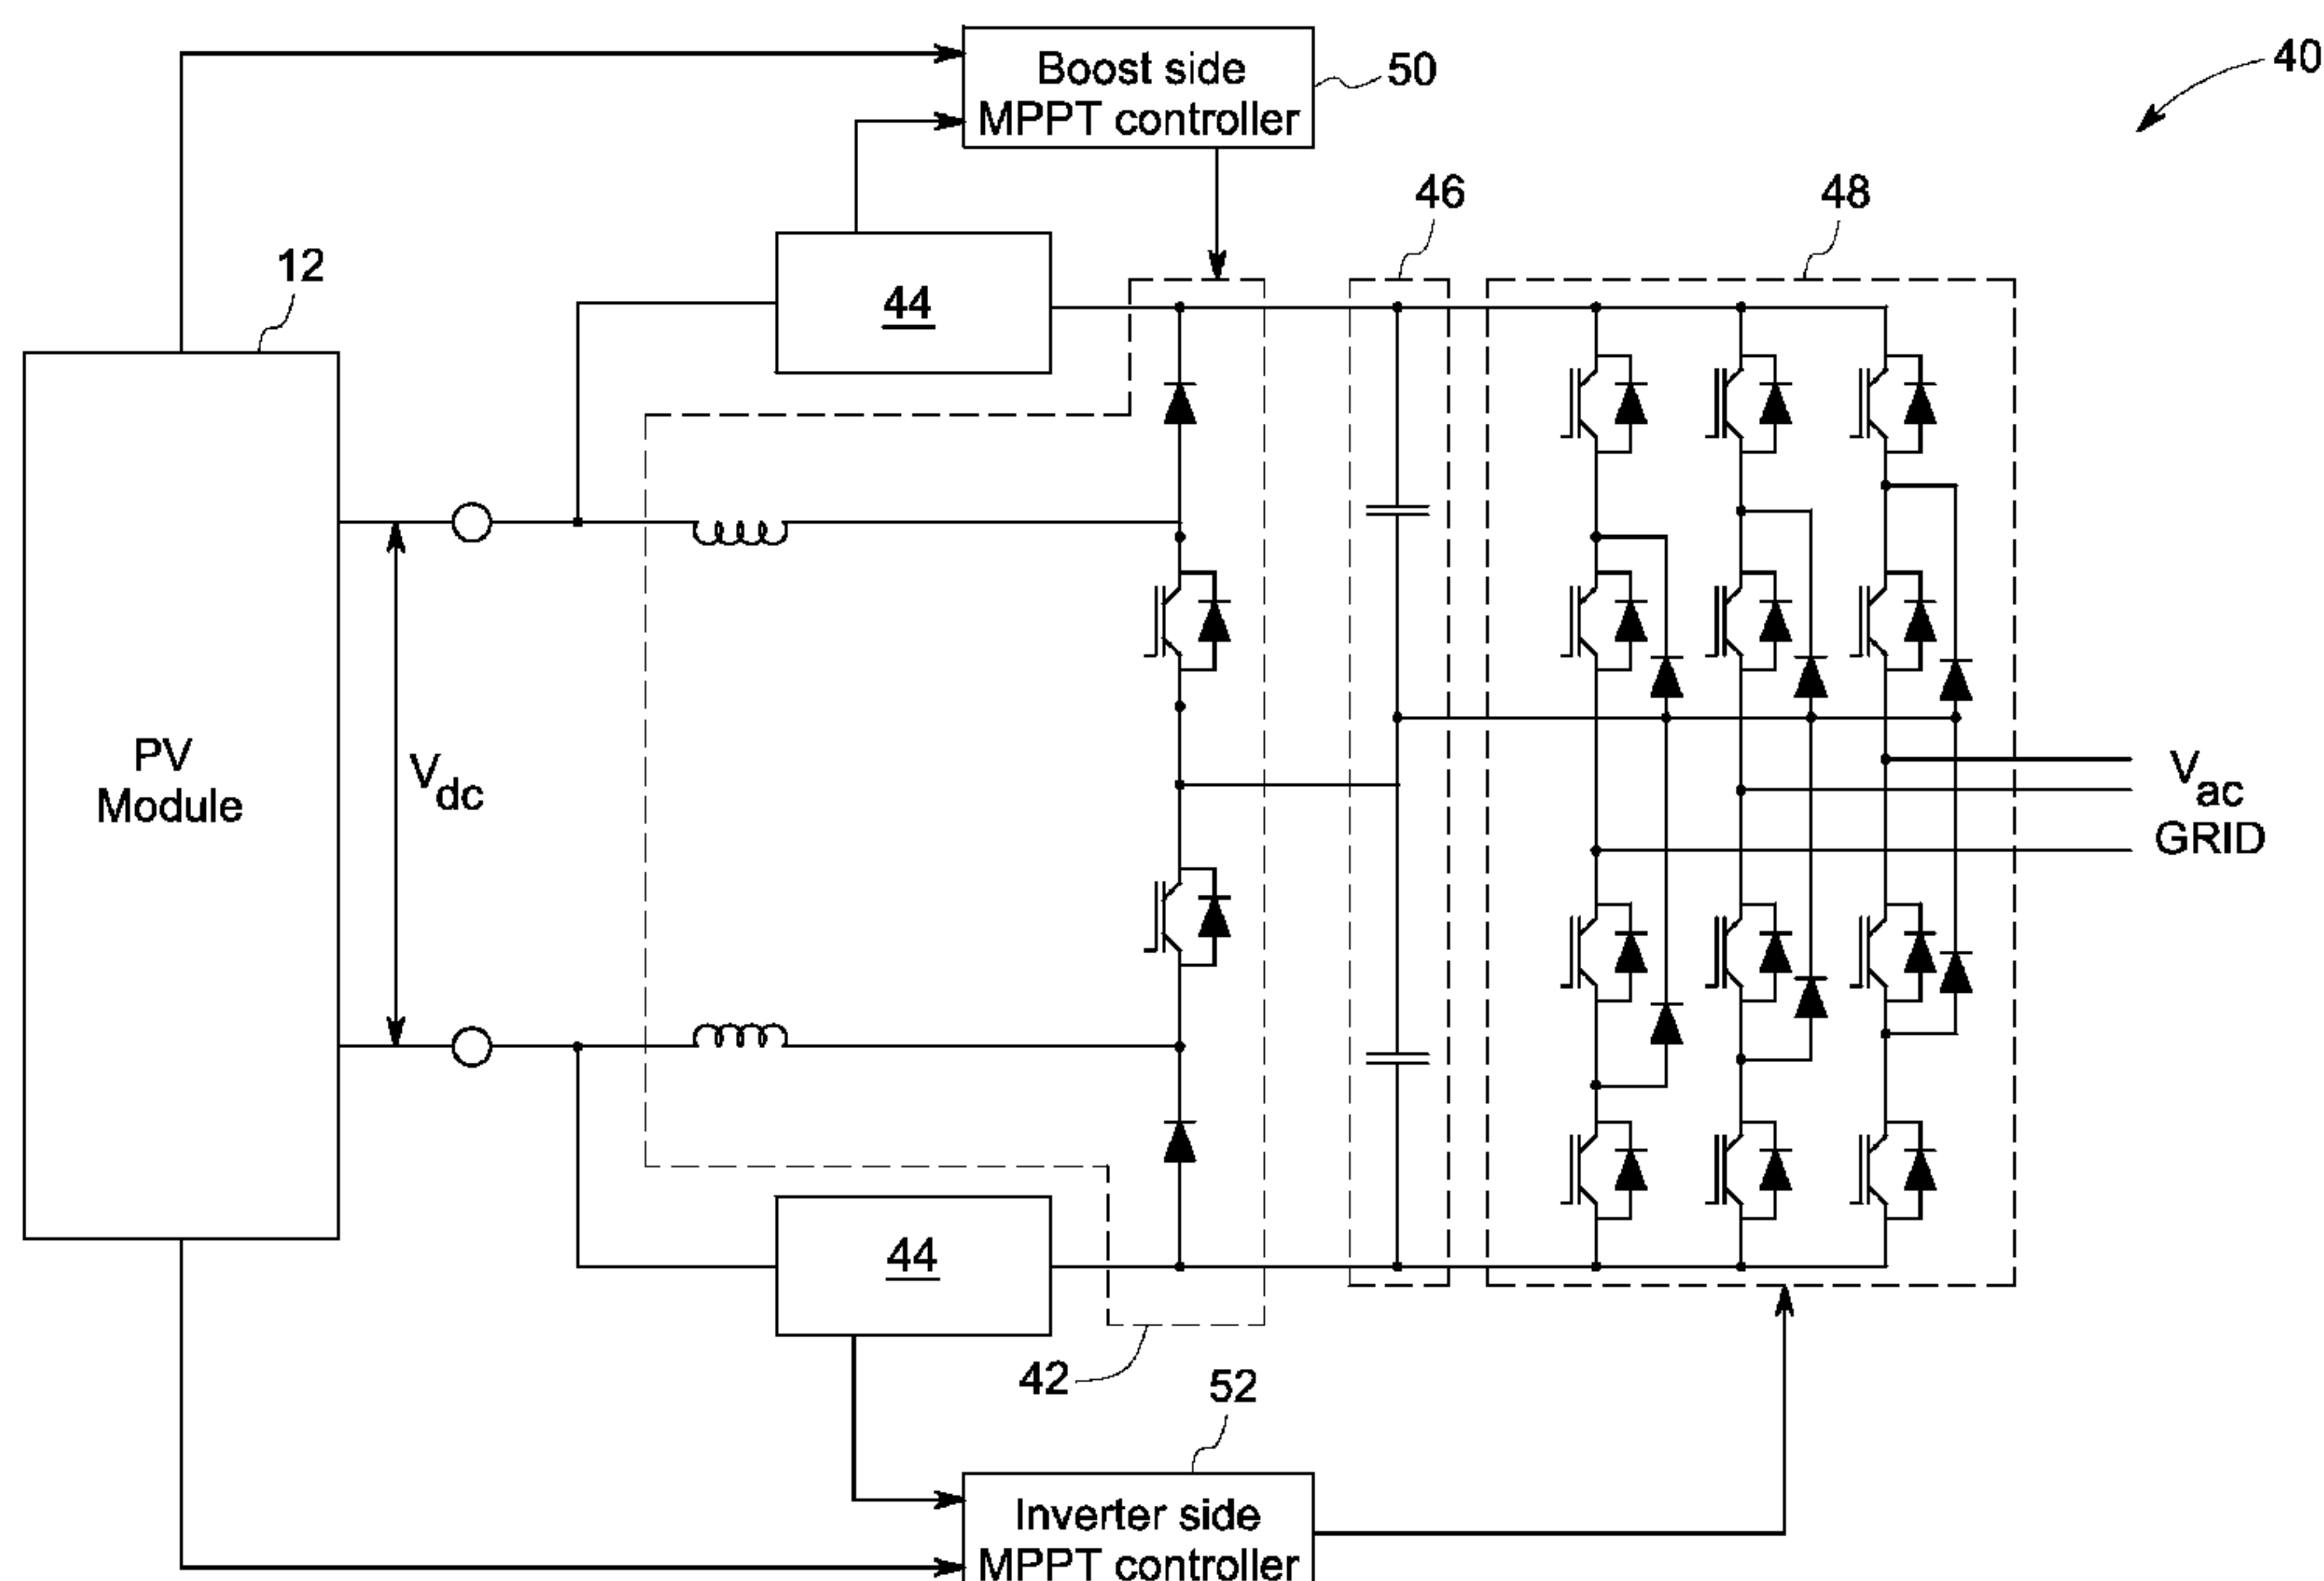 Boost side
MPPT controller
50
40
46
48
12
44
PV
Module
Vdc
Vac
GRID
44
42
52
Inverter side
MPPT controller